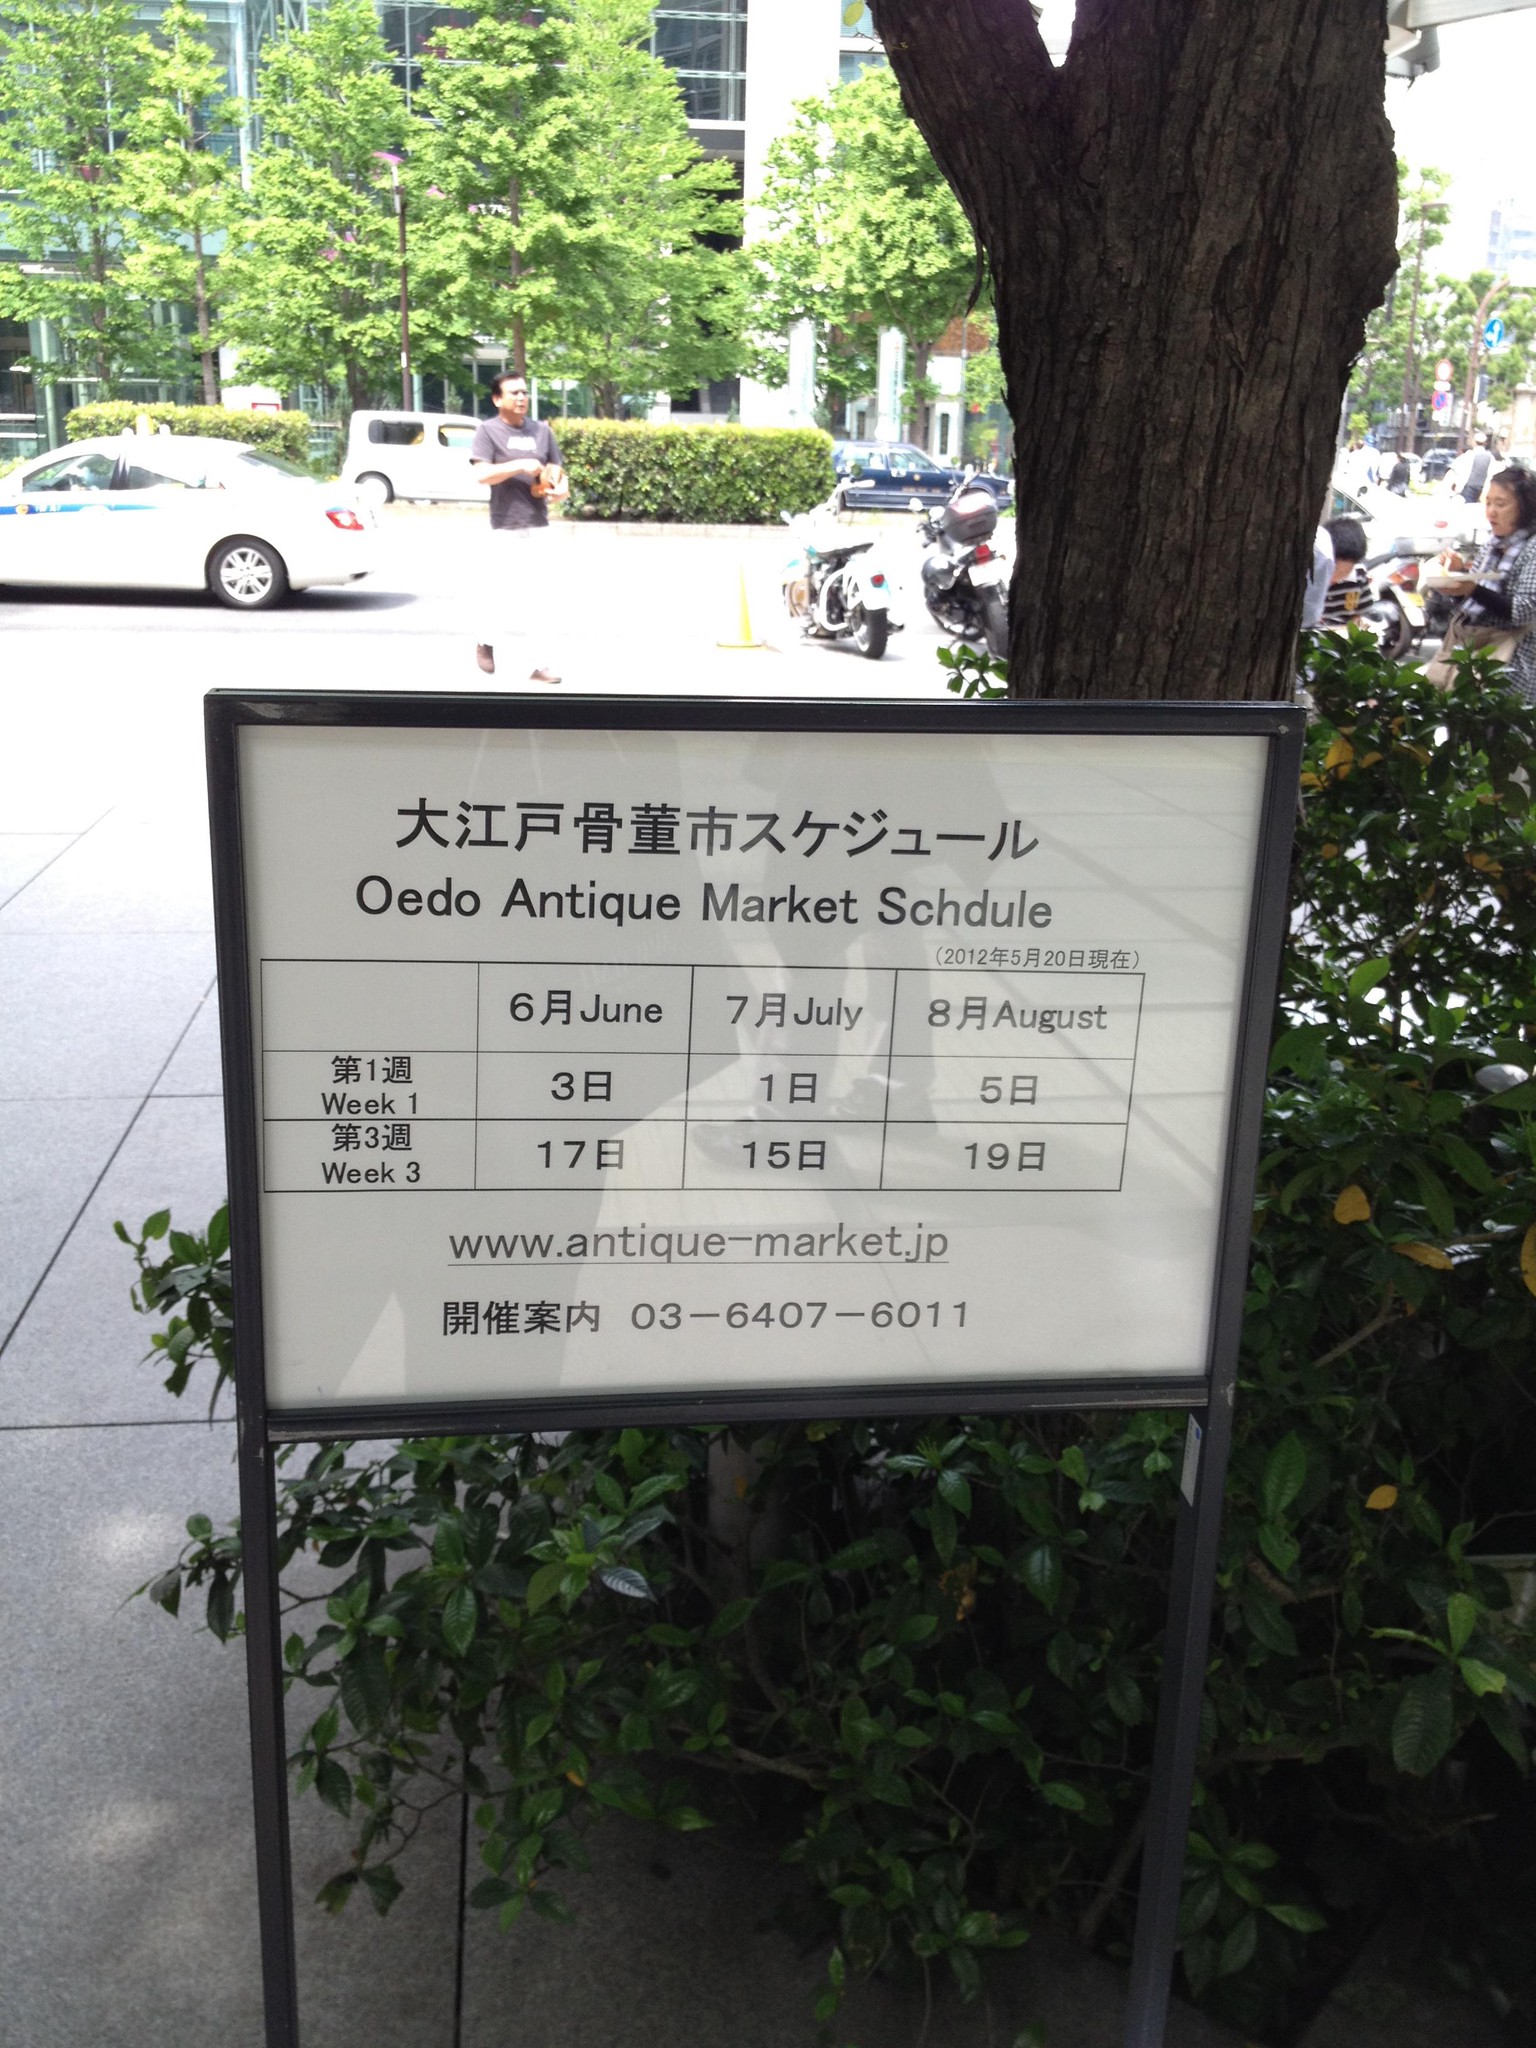 大江戸骨董市スケジュール
Oedo Antique Market Schdule
（2012年5月20日現在）
6月June 7月July 8月August
第1週 Week 1 3日 1日 5日
第3週 Week 3 17日 15日 19日
www.antique-market.jp
開催案内 03－6407－6011